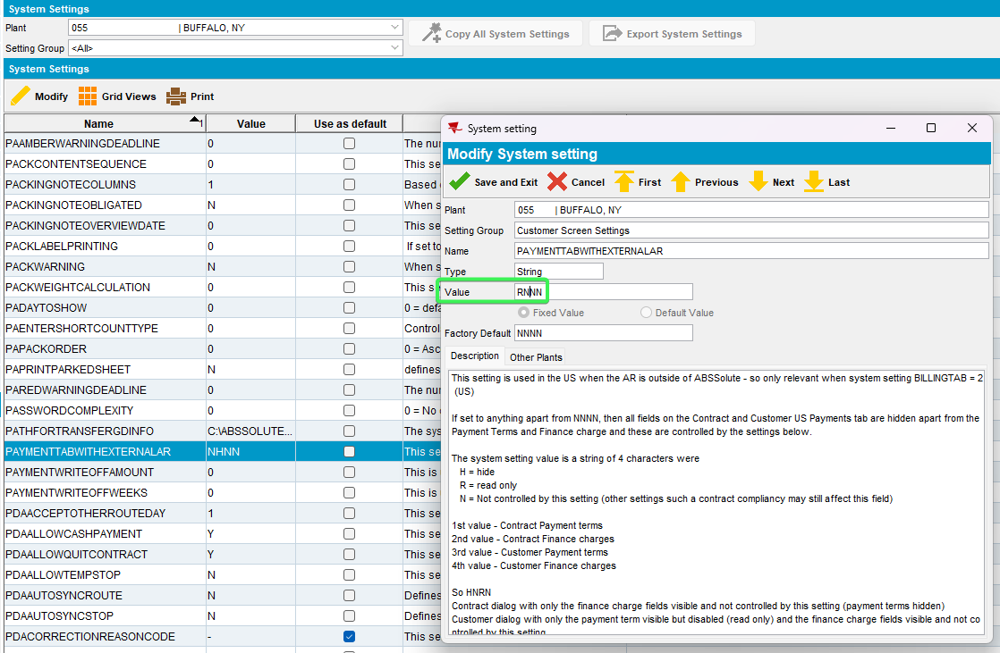 System Settings
Plant 055 | BUFFALO, NY Copy All System Settings Export System Settings
Setting Group <All>
System Settings
Modify Grid Views Print
Name 1 Value Use as default
PAAMBERWARNINGDEADLINE 0 The nu
PACKCONTENTSEQUENCE 0 This se
PACKINGNOTECOLUMNS 1 Based
PACKINGNOTEOBLIGATED N When s
PACKINGNOTEOVERVIEWDATE 0 This se
PACKLABELPRINTING 0 If set to
PACKWARNING N When s
PACKWEIGHTCALCULATION 0 This s
PADAYTOSHOW 0 0 = defa
PAENTERSHORTCOUNTTYPE 0 Control
PAPACKORDER 0 0 = Asc
PAPRINTPARKEDSHEET N defines
PAREDWARNINGDEADLINE 0 The nu
PASSWORDCOMPLEXITY 0 0 = No
PATHFORTRANSFERGDINFO C:\ABSSOLUTE... The sys
PAYMENTTABWITHEXTERNALAR NHNN This se
PAYMENTWRITEOFFAMOUNT 0 This is
PAYMENTWRITEOFFWEEKS 0 This is
PDAACCEPTOTHERROUTEDAY 1 This se
PDAALLOWCASHPAYMENT Y This se
PDAALLOWQUITCONTRACT Y This se
PDAALLOWTEMPSTOP N This se
PDAAUTOSYNCROUTE N Defines
PDAAUTOSYNCSTOP N Defines
PDACORRECTIONREASONCODE - This se
System setting
Modify System setting
Save and Exit Cancel First Previous Next Last
Plant 055 | BUFFALO, NY
Setting Group Customer Screen Settings
Name PAYMENTTABWITHEXTERNALAR
Type String
Value RNNN
Fixed Value Default Value
Factory Default NNNN
Description Other Plants
This setting is used in the US when the AR is outside of ABSSolute - so only relevant when system setting BILLINGTAB = 2
(US)
If set to anything apart from NNNN, then all fields on the Contract and Customer US Payments tab are hidden apart from the
Payment Terms and Finance charge and these are controlled by the settings below.
The system setting value is a string of 4 characters were
H = hide
R = read only
N = Not controlled by this setting (other settings such a contract compliancy may still affect this field)
1st value - Contract Payment terms
2nd value - Contract Finance charges
3rd value - Customer Payment terms
4th value - Customer Finance charges
So HNRN
Contract dialog with only the finance charge fields visible and not controlled by this setting (payment terms hidden)
Customer dialog with only the payment term visible but disabled (read only) and the finance charge fields visible and not co
ntrolled by this setting